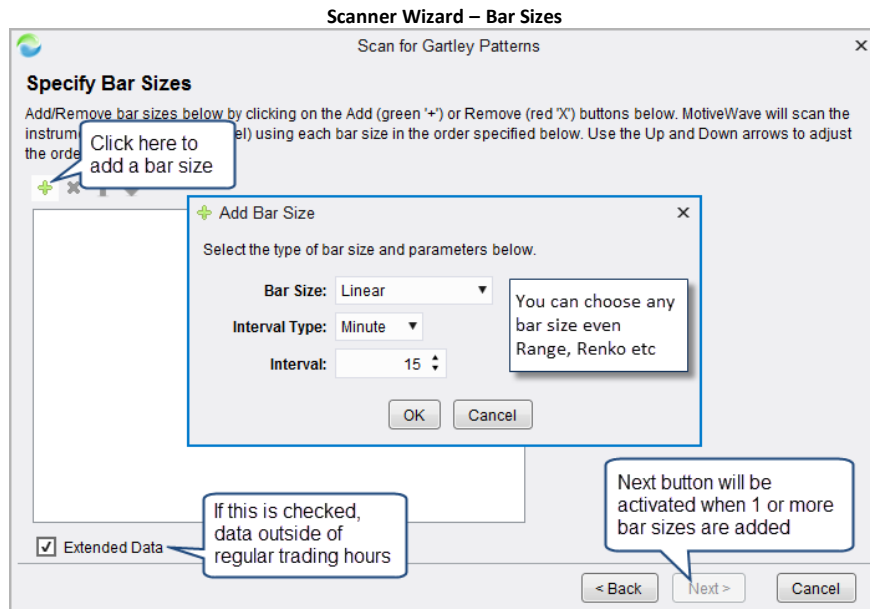 Scanner Wizard – Bar Sizes
Scan for Gartley Patterns
Specify Bar Sizes
Add/Remove bar sizes below by clicking on the Add (green '+') or Remove (red 'X') buttons below. MotiveWave will scan the
instrum el) using each bar size in the order specified below. Use the Up and Down arrows to adjust
the orde
Click here to
add a bar size
Add Bar Size
Select the type of bar size and parameters below.
Bar Size: Linear
Interval Type: Minute
Interval: 15
You can choose any
bar size even
Range, Renko etc
OK Cancel
Next button will be
activated when 1 or more
bar sizes are added
If this is checked,
data outside of
regular trading hours
Extended Data
< Back Next > Cancel